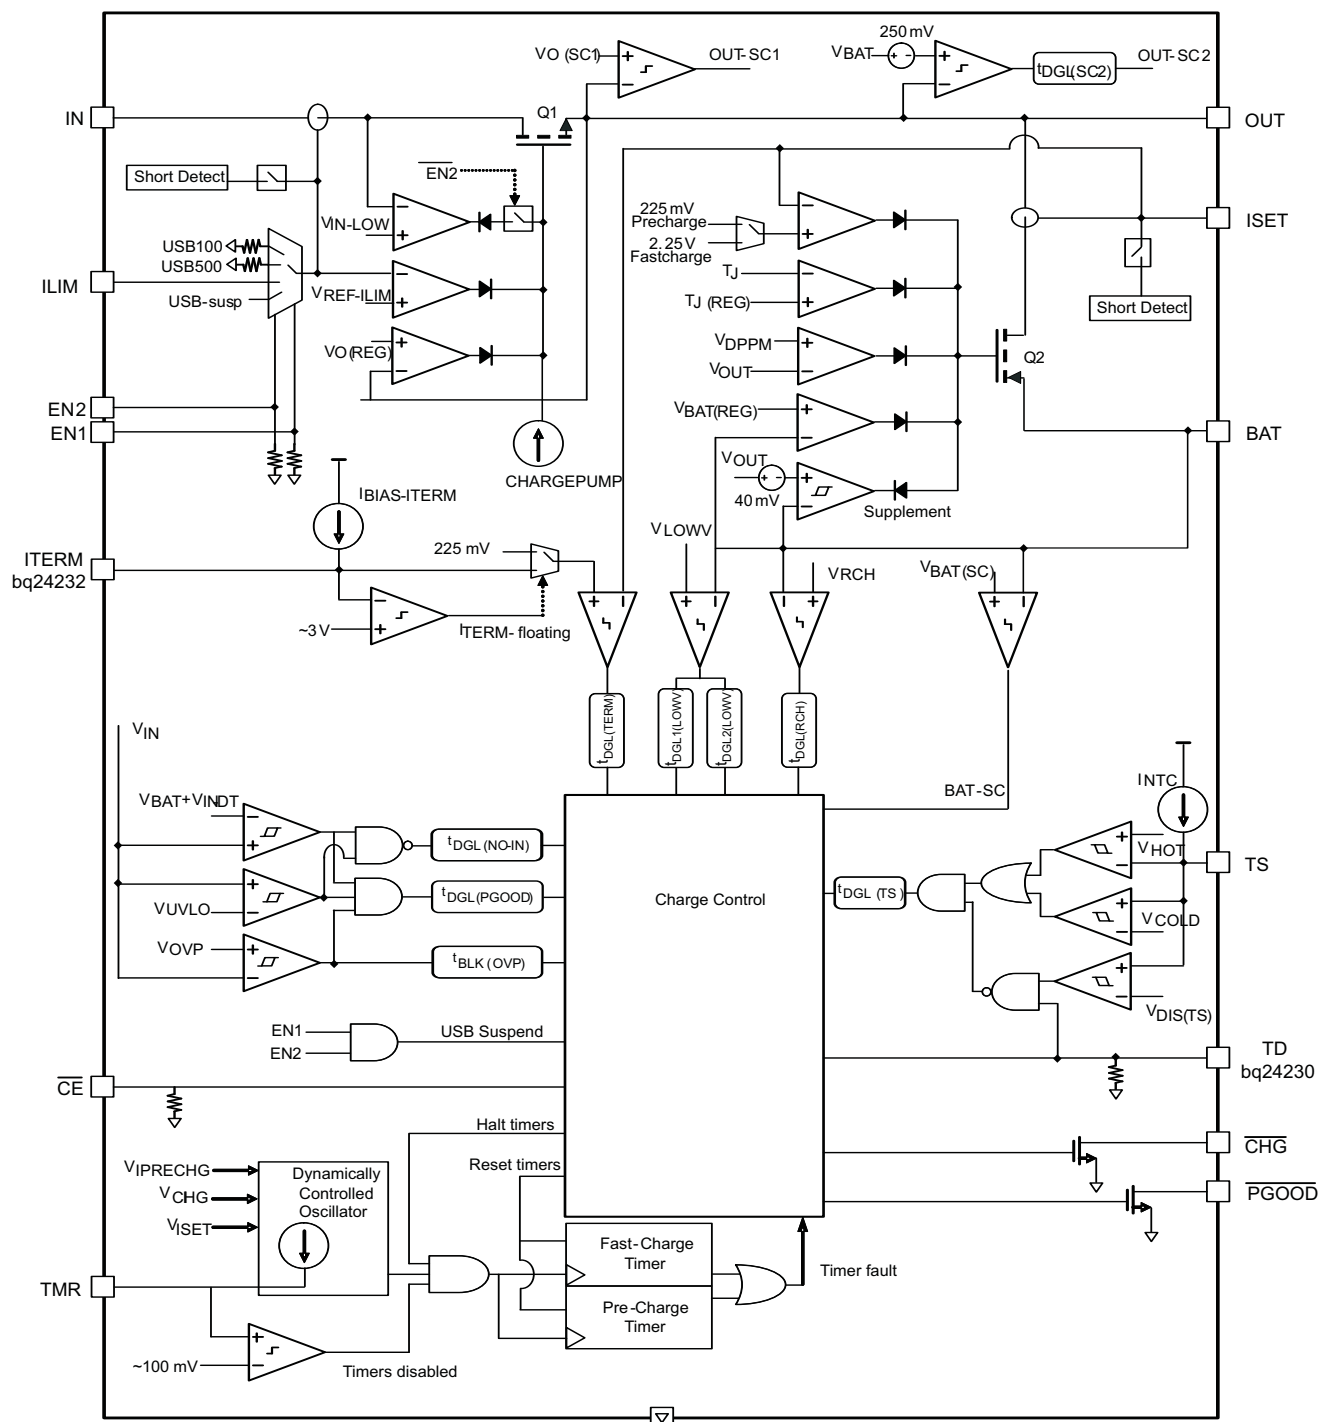 250 mV
VO (SC1)
OUT-SC1
VBAT
tDGL(SC2)
OUT-SC2
IN
Q1
OUT
Short Detect
EN2
VIN-LOW
225 mV
Precharge
2.25V
Fastcharge
ISET
USB100
USB500
ILIM
USB-susp
VREF-ILIM
TJ
TJ (REG)
Short Detect
VO(REG)
VDPPM
VOUT
Q2
EN2
EN1
VBAT(REG)
BAT
CHARGEPUMP
VOUT
40 mV
Supplement
IBIAS-ITERM
VLOWV
ITERM
bq24232
225 mV
VRCH
VBAT(SC)
~3 V
ITERM- floating
tDGL(TERM)
tDGL1(LOWV)
tDGL2(LOWV)
tDGL(RCH)
VIN
INTC
BAT-SC
VBAT+VINDT
tDGL(NO-IN)
VHOT
TS
VUVLO
tDGL(PGOOD)
Charge Control
tDGL (TS)
VCOLD
VOVP
tBLK(OVP)
VDIS(TS)
EN1
EN2
USB Suspend
TD
bq24230
CE
Halt timers
CHG
Reset timers
VIPRECHG
VCHG
VISET
Dynamically
Controlled
Oscillator
PGOOD
Fast-Charge
Timer
Timer fault
TMR
Pre-Charge
Timer
~100 mV
Timers disabled